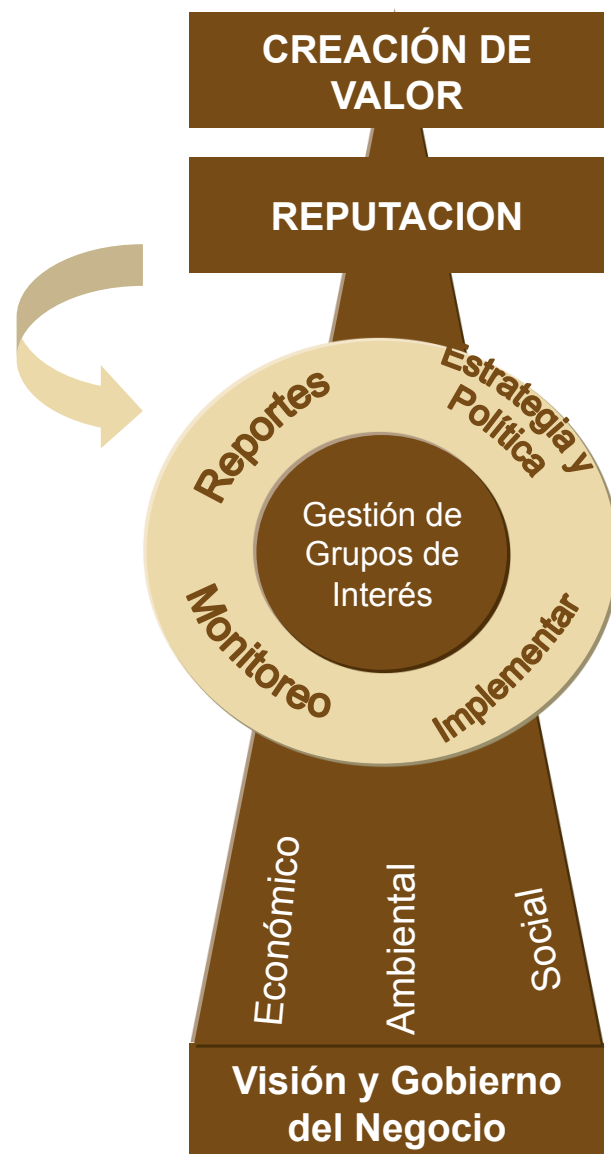 CREACIÓN DE
VALOR
REPUTACION
Reportes
Estrategia y
Política
Gestión de
Grupos de
Interés
Monitoreo
Implementar
Económico
Ambiental
Social
Visión y Gobierno
del Negocio